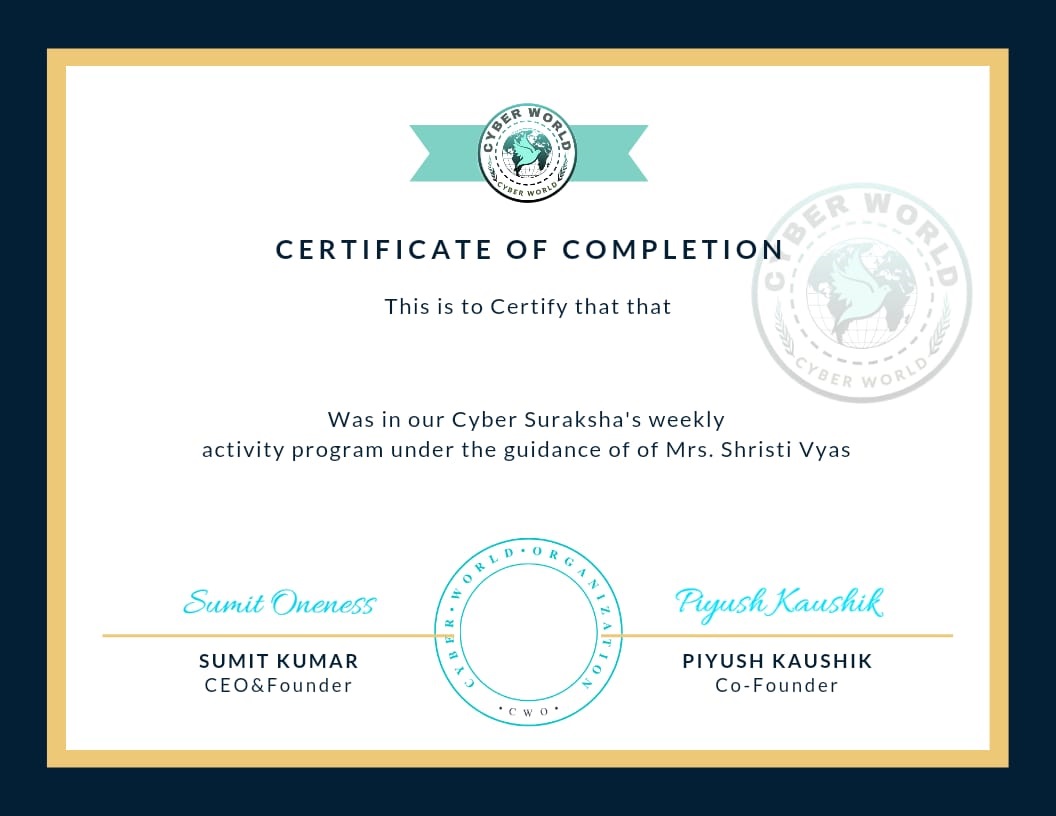 CYBER WORLD
CYBER WORLD
CERTIFICATE OF COMPLETION
This is to Certify that that
CYBER WORLD
CYBER WORLD
Was in our Cyber Suraksha's weekly
activity program under the guidance of of Mrs. Shristi Vyas
CYBER•WORLD•ORGANIZATION
•CWO•
Sumit Oneness
SUMIT KUMAR
CEO&Founder
Piyush Kaushik
PIYUSH KAUSHIK
Co-Founder